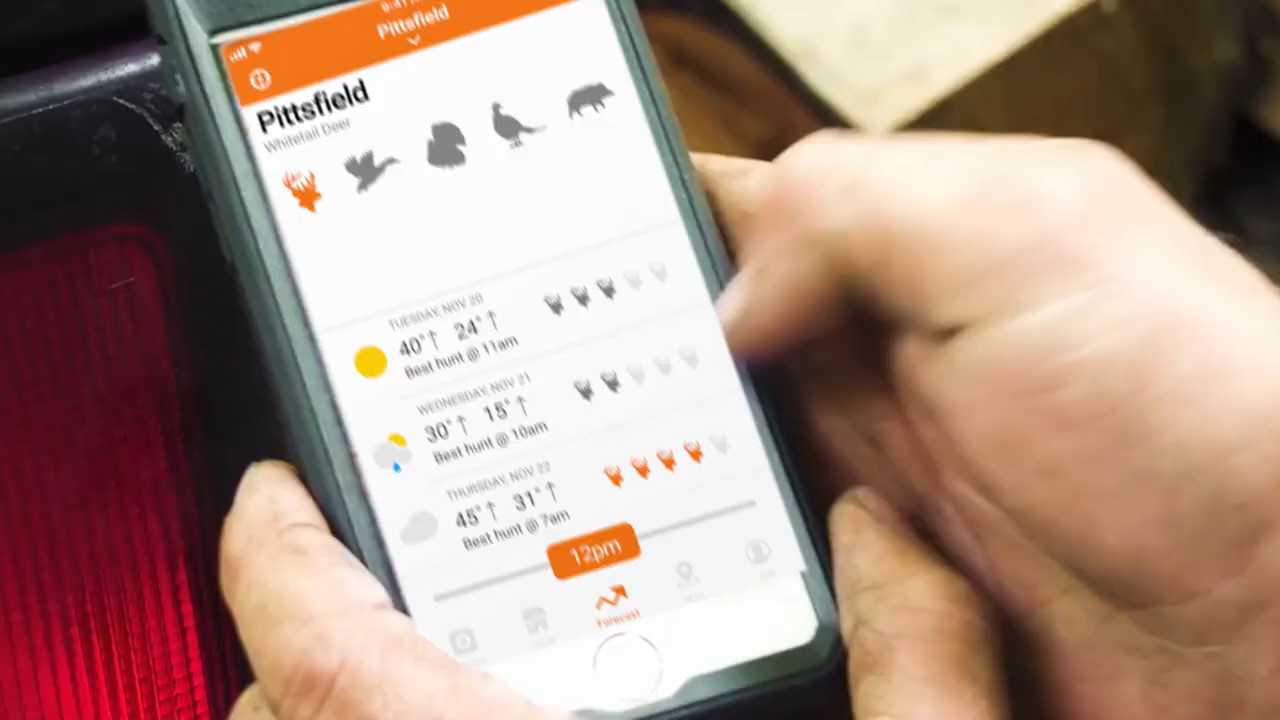 Pittsfield
Pittsfield
Whitetail Deer
TUESDAY, NOV 20
40°↑ 24°↑
Best hunt @ 11am
WEDNESDAY, NOV 21
30°↑ 15°↑
Best hunt @ 10am
THURSDAY, NOV 22
45°↑ 31°↑
Best hunt @ 7am
12pm
Forecast